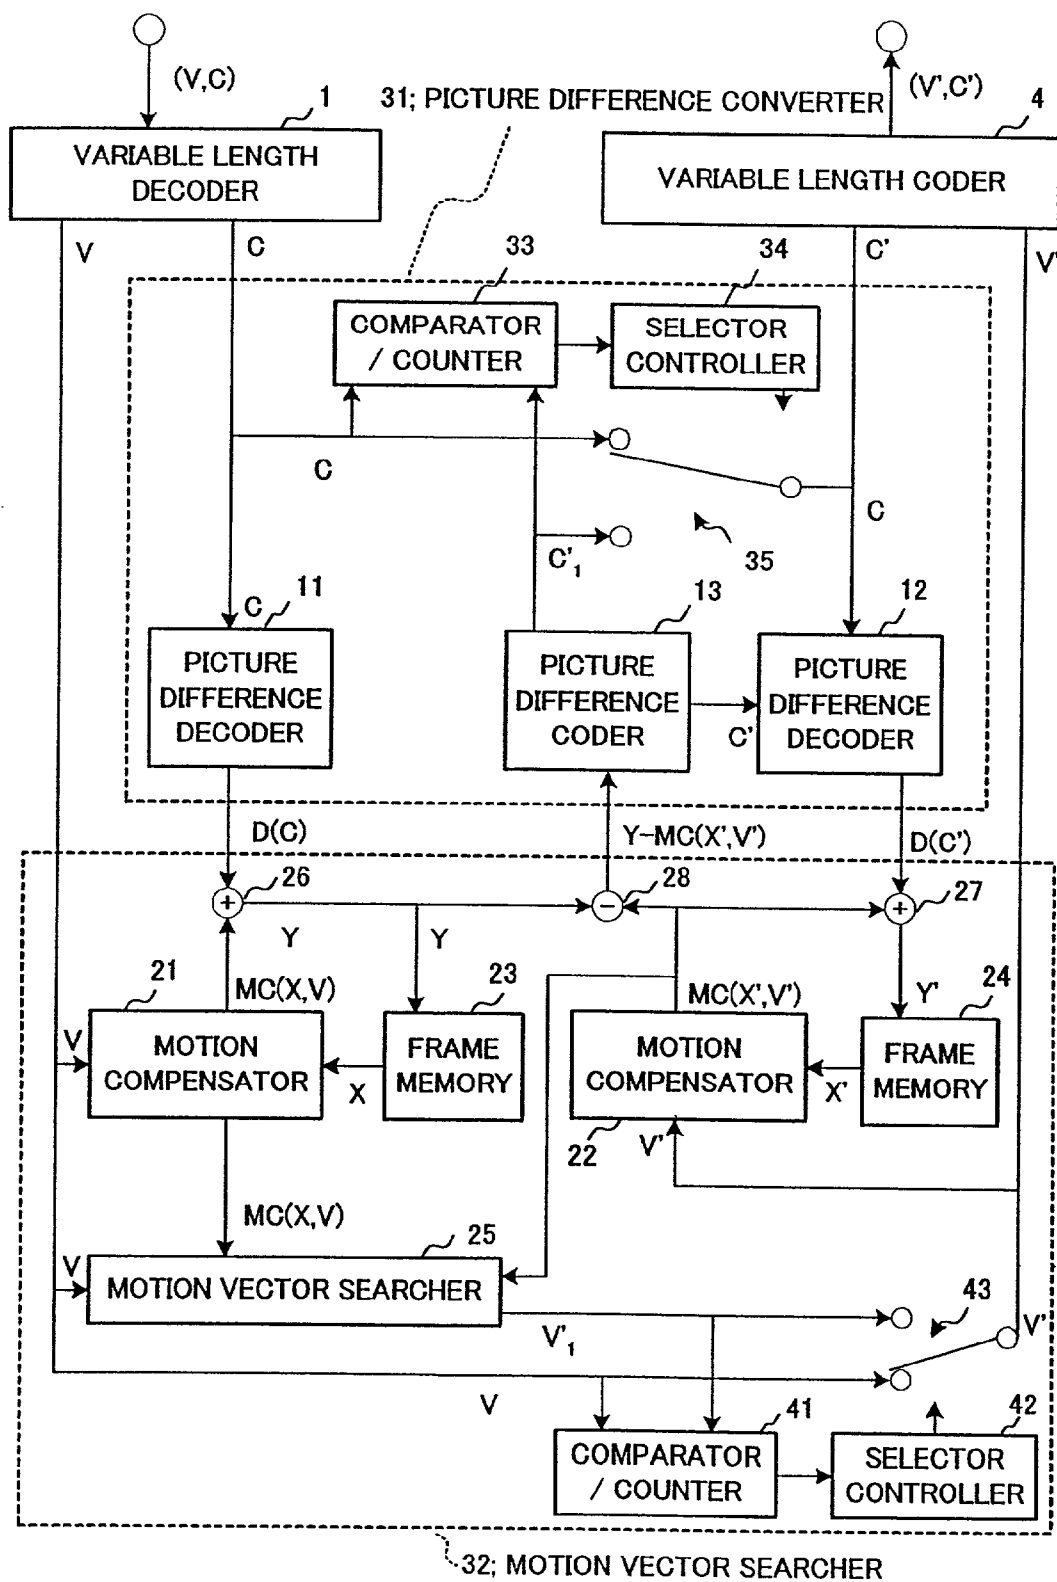 (V,C)
(V',C')
1
31; PICTURE DIFFERENCE CONVERTER
4
VARIABLE LENGTH
DECODER
VARIABLE LENGTH CODER
V
C
C'
V'
33
34
COMPARATOR
/ COUNTER
SELECTOR
CONTROLLER
C
C
C'1
35
C
11
13
12
PICTURE
DIFFERENCE
DECODER
PICTURE
DIFFERENCE
CODER
C'
PICTURE
DIFFERENCE
DECODER
D(C)
Y-MC(X',V')
D(C')
26
+
28
−
27
+
Y
Y
21
MC(X,V)
23
MC(X',V')
Y'
24
V
MOTION
COMPENSATOR
X
FRAME
MEMORY
MOTION
COMPENSATOR
X'
FRAME
MEMORY
22
V'
MC(X,V)
25
V
MOTION VECTOR SEARCHER
V'1
43
V'
V
41
42
COMPARATOR
/ COUNTER
SELECTOR
CONTROLLER
32; MOTION VECTOR SEARCHER